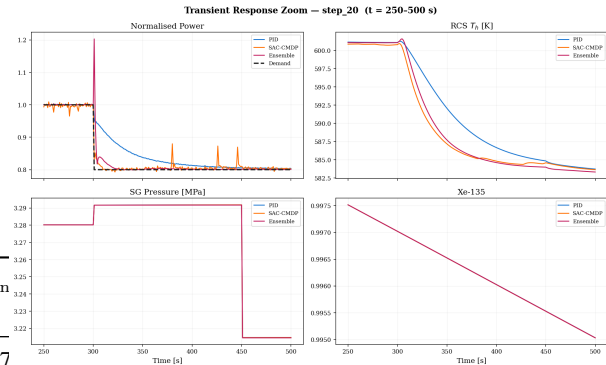 Transient Response Zoom — step_20 (t = 250–500 s)
Normalised Power
1.2
1.1
1.0
0.9
0.8
PID
SAC-CMDP
Ensemble
Demand
RCS Th [K]
600.0
597.5
595.0
592.5
590.0
587.5
585.0
582.5
PID
SAC-CMDP
Ensemble
SG Pressure [MPa]
3.29
3.28
3.27
3.26
3.25
3.24
3.23
3.22
PID
SAC-CMDP
Ensemble
250
300
350
400
450
500
Time [s]
Xe-135
0.9975
0.9970
0.9965
0.9960
0.9955
0.9950
PID
SAC-CMDP
Ensemble
250
300
350
400
450
500
Time [s]
n
7